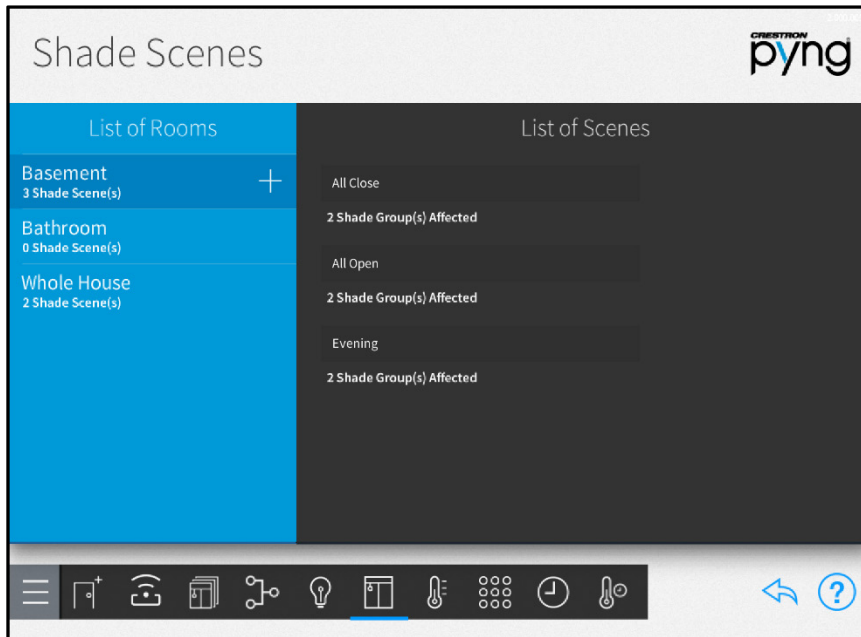 Shade Scenes
CRESTRON
pyng
List of Rooms
Basement
3 Shade Scene(s)
Bathroom
0 Shade Scene(s)
Whole House
2 Shade Scene(s)
List of Scenes
All Close
2 Shade Group(s) Affected
All Open
2 Shade Group(s) Affected
Evening
2 Shade Group(s) Affected
?